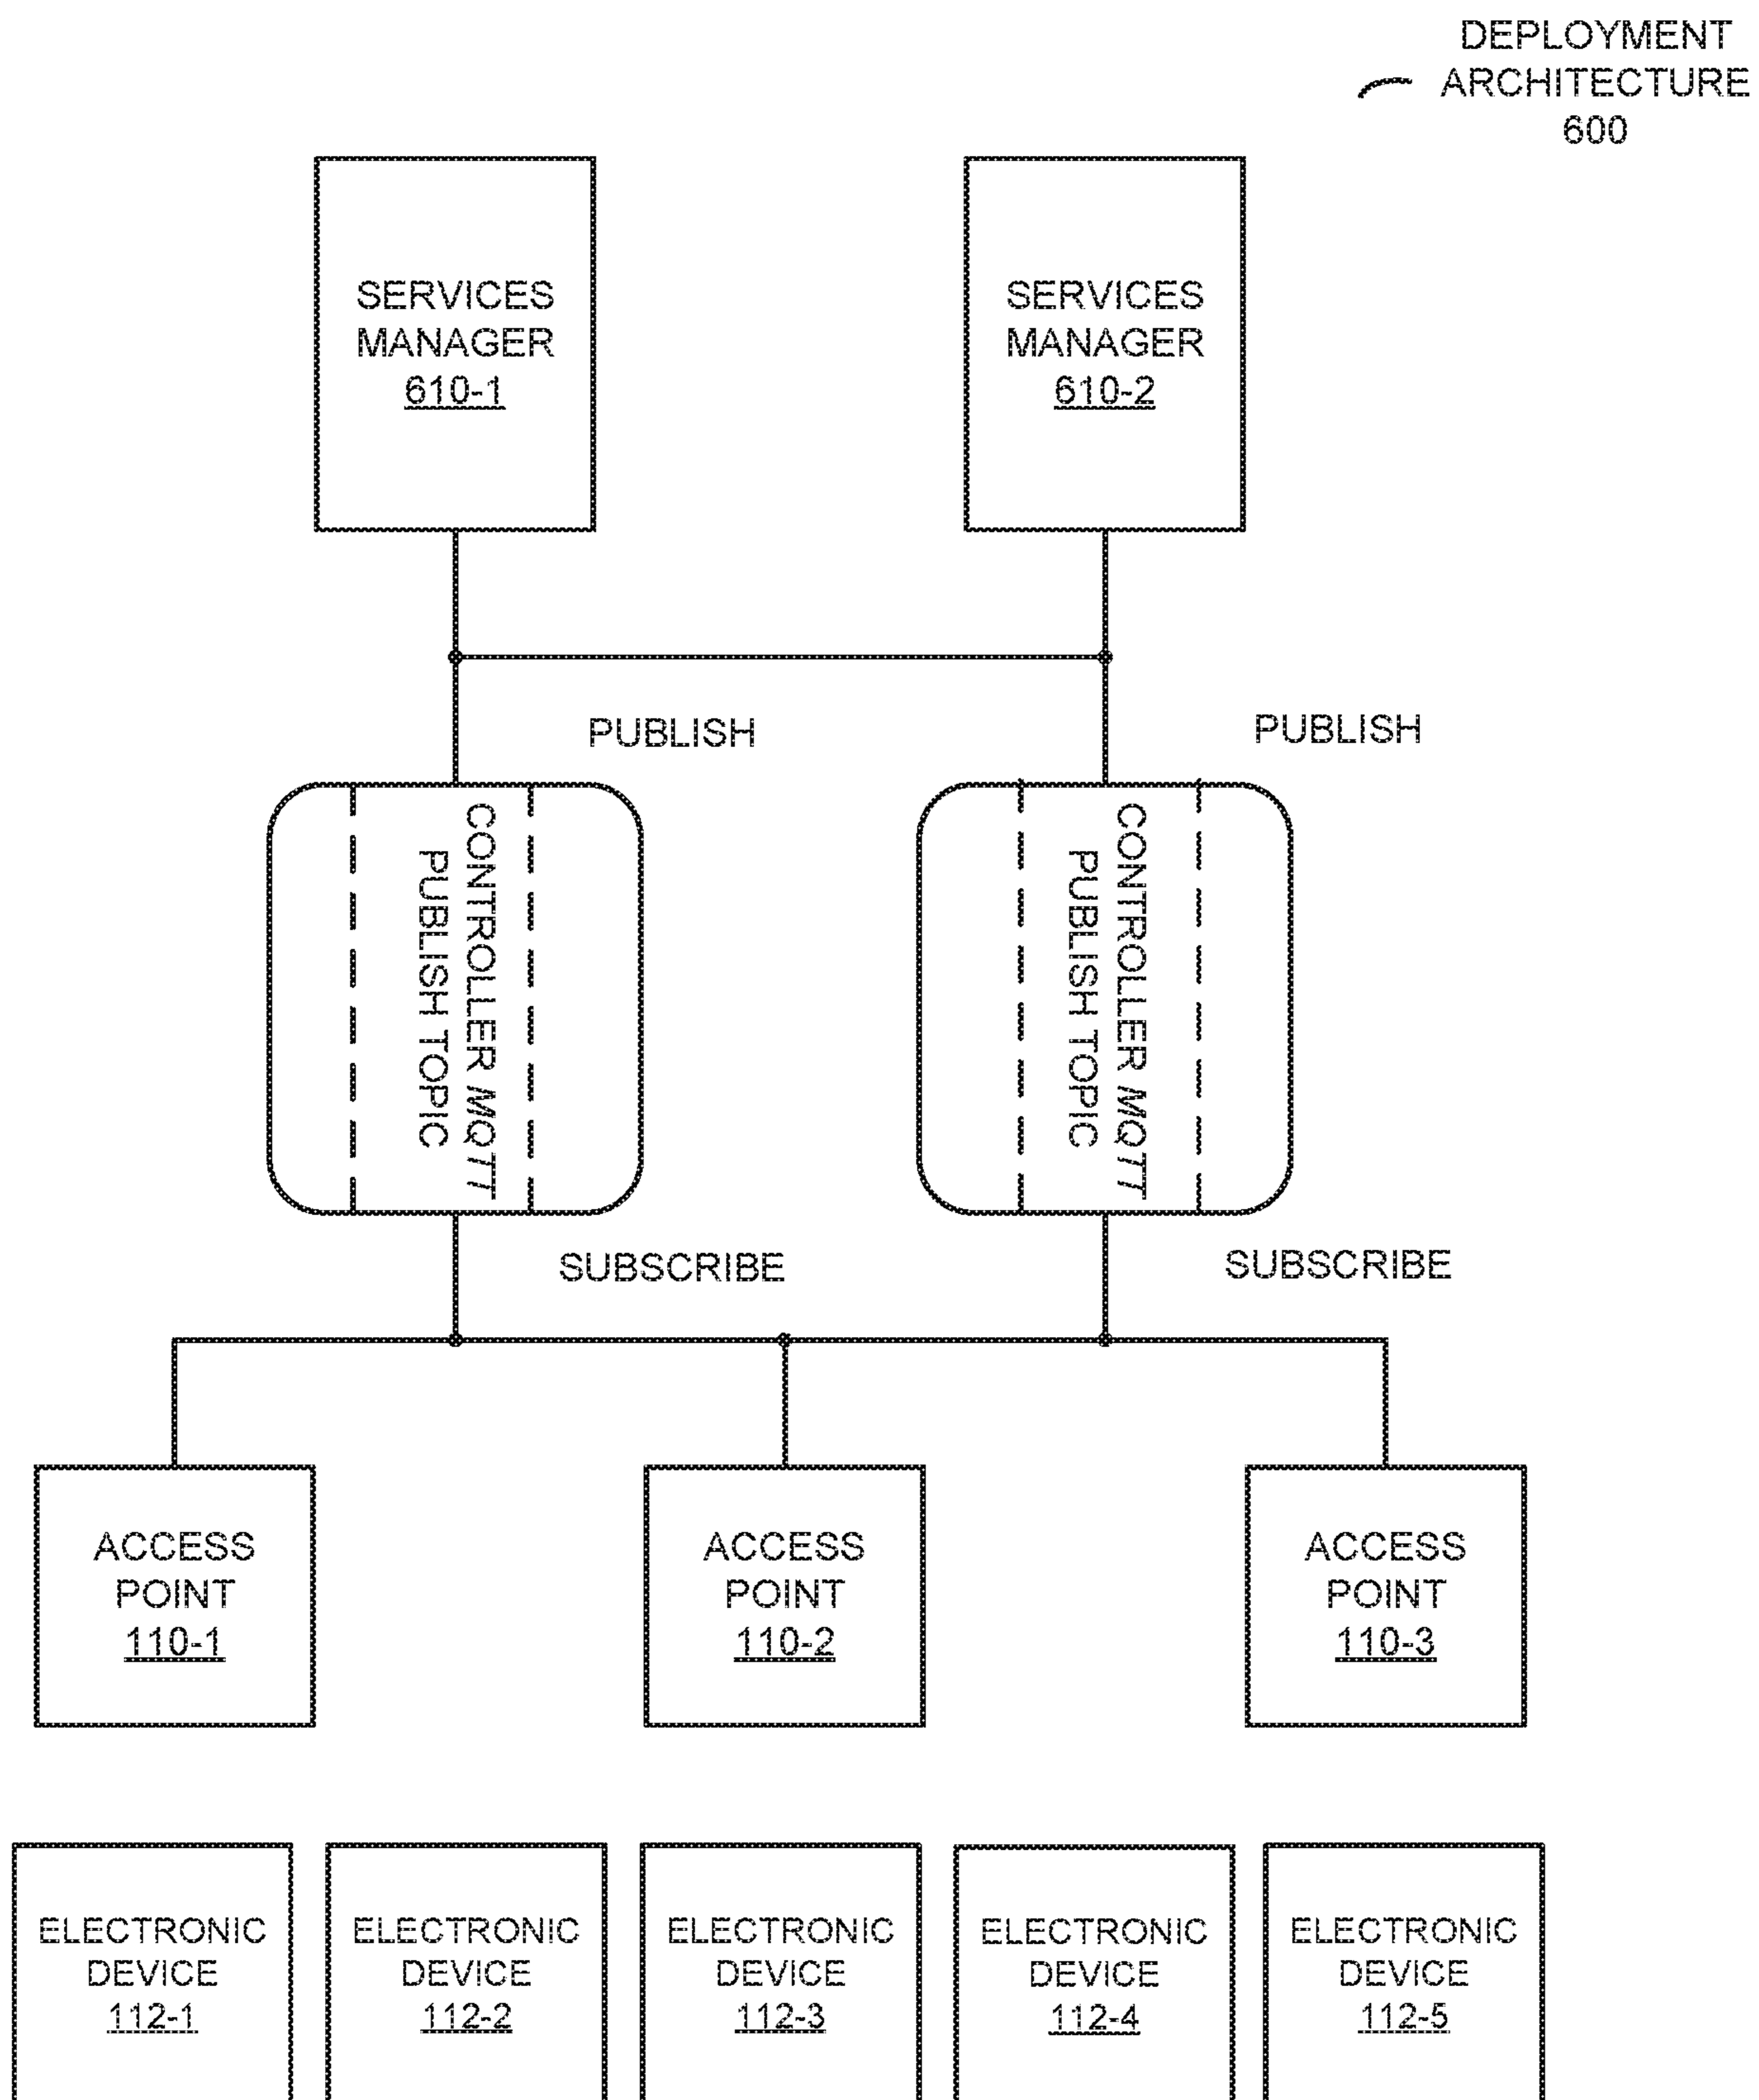 DEPLOYMENT
ARCHITECTURE
600
SERVICES
MANAGER
610-1
SERVICES
MANAGER
610-2
PUBLISH
PUBLISH
CONTROLLER MQTT
PUBLISH TOPIC
CONTROLLER MQTT
PUBLISH TOPIC
SUBSCRIBE
SUBSCRIBE
ACCESS
POINT
110-1
ACCESS
POINT
110-2
ACCESS
POINT
110-3
ELECTRONIC
DEVICE
112-1
ELECTRONIC
DEVICE
112-2
ELECTRONIC
DEVICE
112-3
ELECTRONIC
DEVICE
112-4
ELECTRONIC
DEVICE
112-5